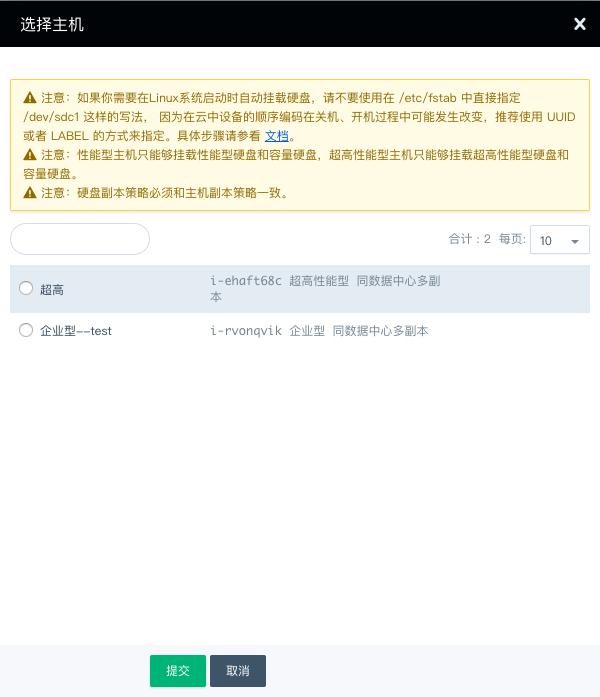 选择主机
注意：如果你需要在Linux系统启动时自动挂载硬盘，请不要使用在 /etc/fstab 中直接指定
/dev/sdc1 这样的写法， 因为在云中设备的顺序编码在关机、开机过程中可能发生改变，推荐使用 UUID
或者 LABEL 的方式来指定。具体步骤请参看 文档。
注意：性能型主机只能够挂载性能型硬盘和容量硬盘，超高性能型主机只能够挂载超高性能型硬盘和
容量硬盘。
注意：硬盘副本策略必须和主机副本策略一致。
合计：2 每页: 10
超高 i-ehaft68c 超高性能型 同数据中心多副
本
企业型--test i-rvonqvik 企业型 同数据中心多副本
提交 取消